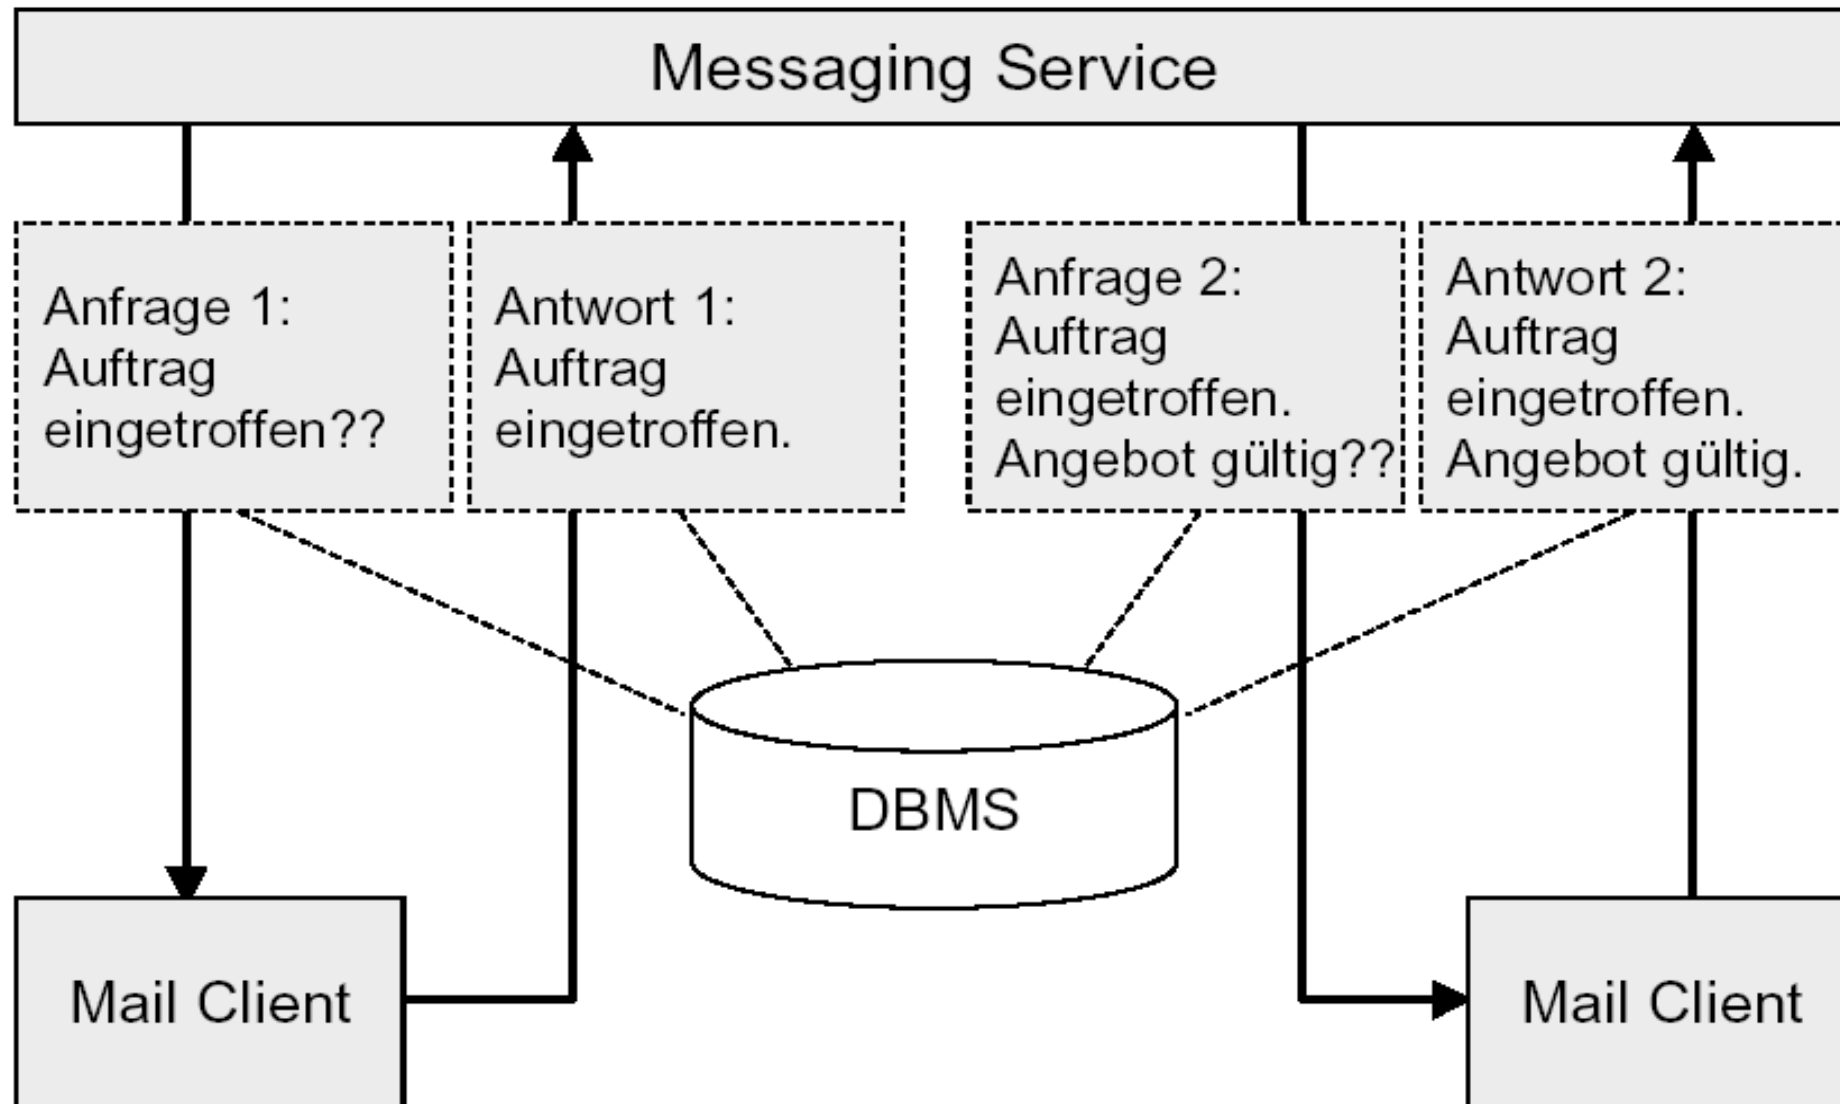 Messaging Service
Anfrage 1:
Auftrag
eingetroffen??
Antwort 1:
Auftrag
eingetroffen.
Anfrage 2:
Auftrag
eingetroffen.
Angebot gültig??
Antwort 2:
Auftrag
eingetroffen.
Angebot gültig.
DBMS
Mail Client
Mail Client